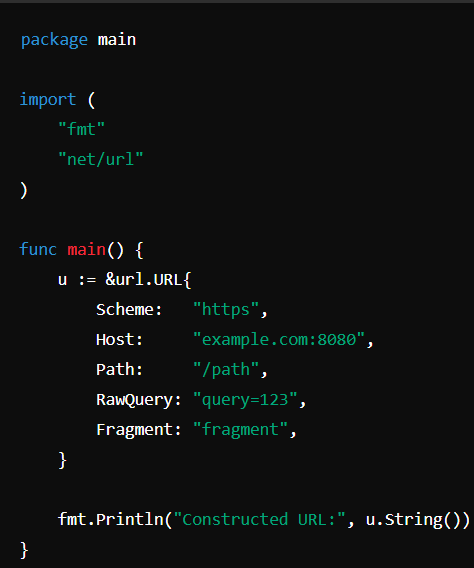 package main
import (
"fmt"
"net/url"
)
func main() {
u := &url.URL{
Scheme:   "https",
Host:     "example.com:8080",
Path:     "/path",
RawQuery: "query=123",
Fragment: "fragment",
}
fmt.Println("Constructed URL:", u.String())
}